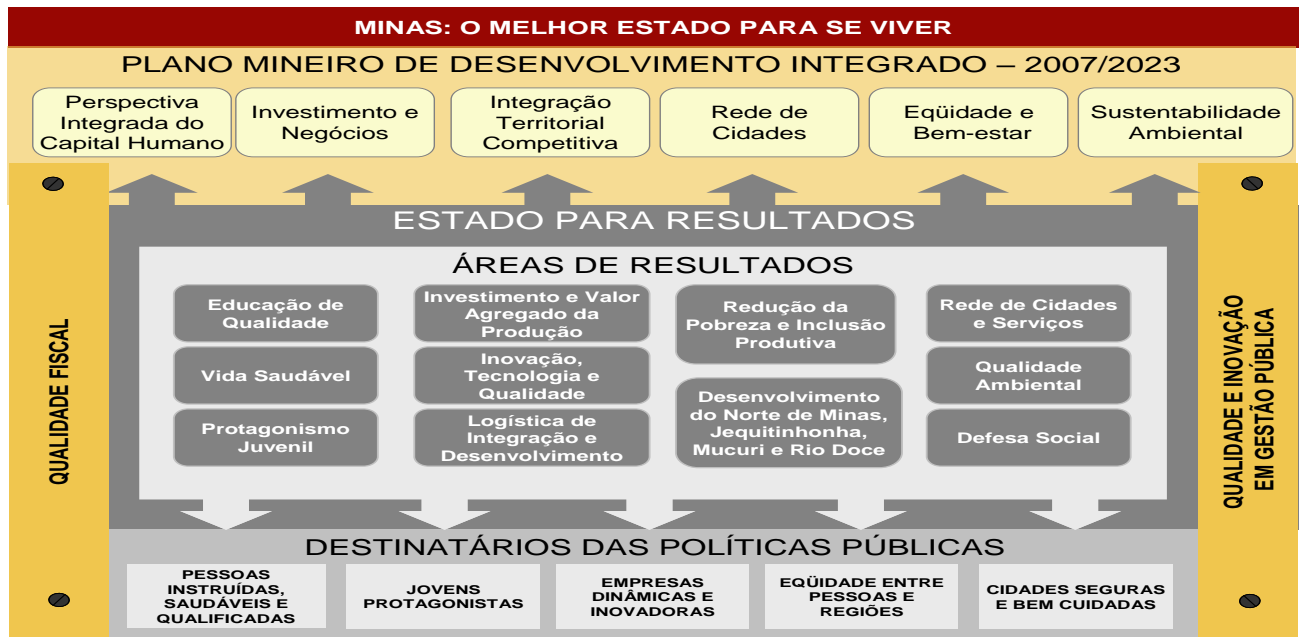 MINAS: O MELHOR ESTADO PARA SE VIVER
PLANO MINEIRO DE DESENVOLVIMENTO INTEGRADO – 2007/2023
Perspectiva
Integrada do
Capital Humano
Investimento e
Negócios
Integração
Territorial
Competitiva
Rede de
Cidades
Eqüidade e
Bem-estar
Sustentabilidade
Ambiental
QUALIDADE FISCAL
ESTADO PARA RESULTADOS
ÁREAS DE RESULTADOS
Educação de
Qualidade
Vida Saudável
Protagonismo
Juvenil
Investimento e Valor
Agregado da
Produção
Inovação,
Tecnologia e
Qualidade
Logística de
Integração e
Desenvolvimento
Redução da
Pobreza e Inclusão
Produtiva
Desenvolvimento
do Norte de Minas,
Jequitinhonha,
Mucuri e Rio Doce
Rede de Cidades
e Serviços
Qualidade
Ambiental
Defesa Social
QUALIDADE E INOVAÇÃO
EM GESTÃO PÚBLICA
DESTINATÁRIOS DAS POLÍTICAS PÚBLICAS
PESSOAS
INSTRUÍDAS,
SAUDÁVEIS E
QUALIFICADAS
JOVENS
PROTAGONISTAS
EMPRESAS
DINÂMICAS E
INOVADORAS
EQÜIDADE ENTRE
PESSOAS E
REGIÕES
CIDADES SEGURAS
E BEM CUIDADAS